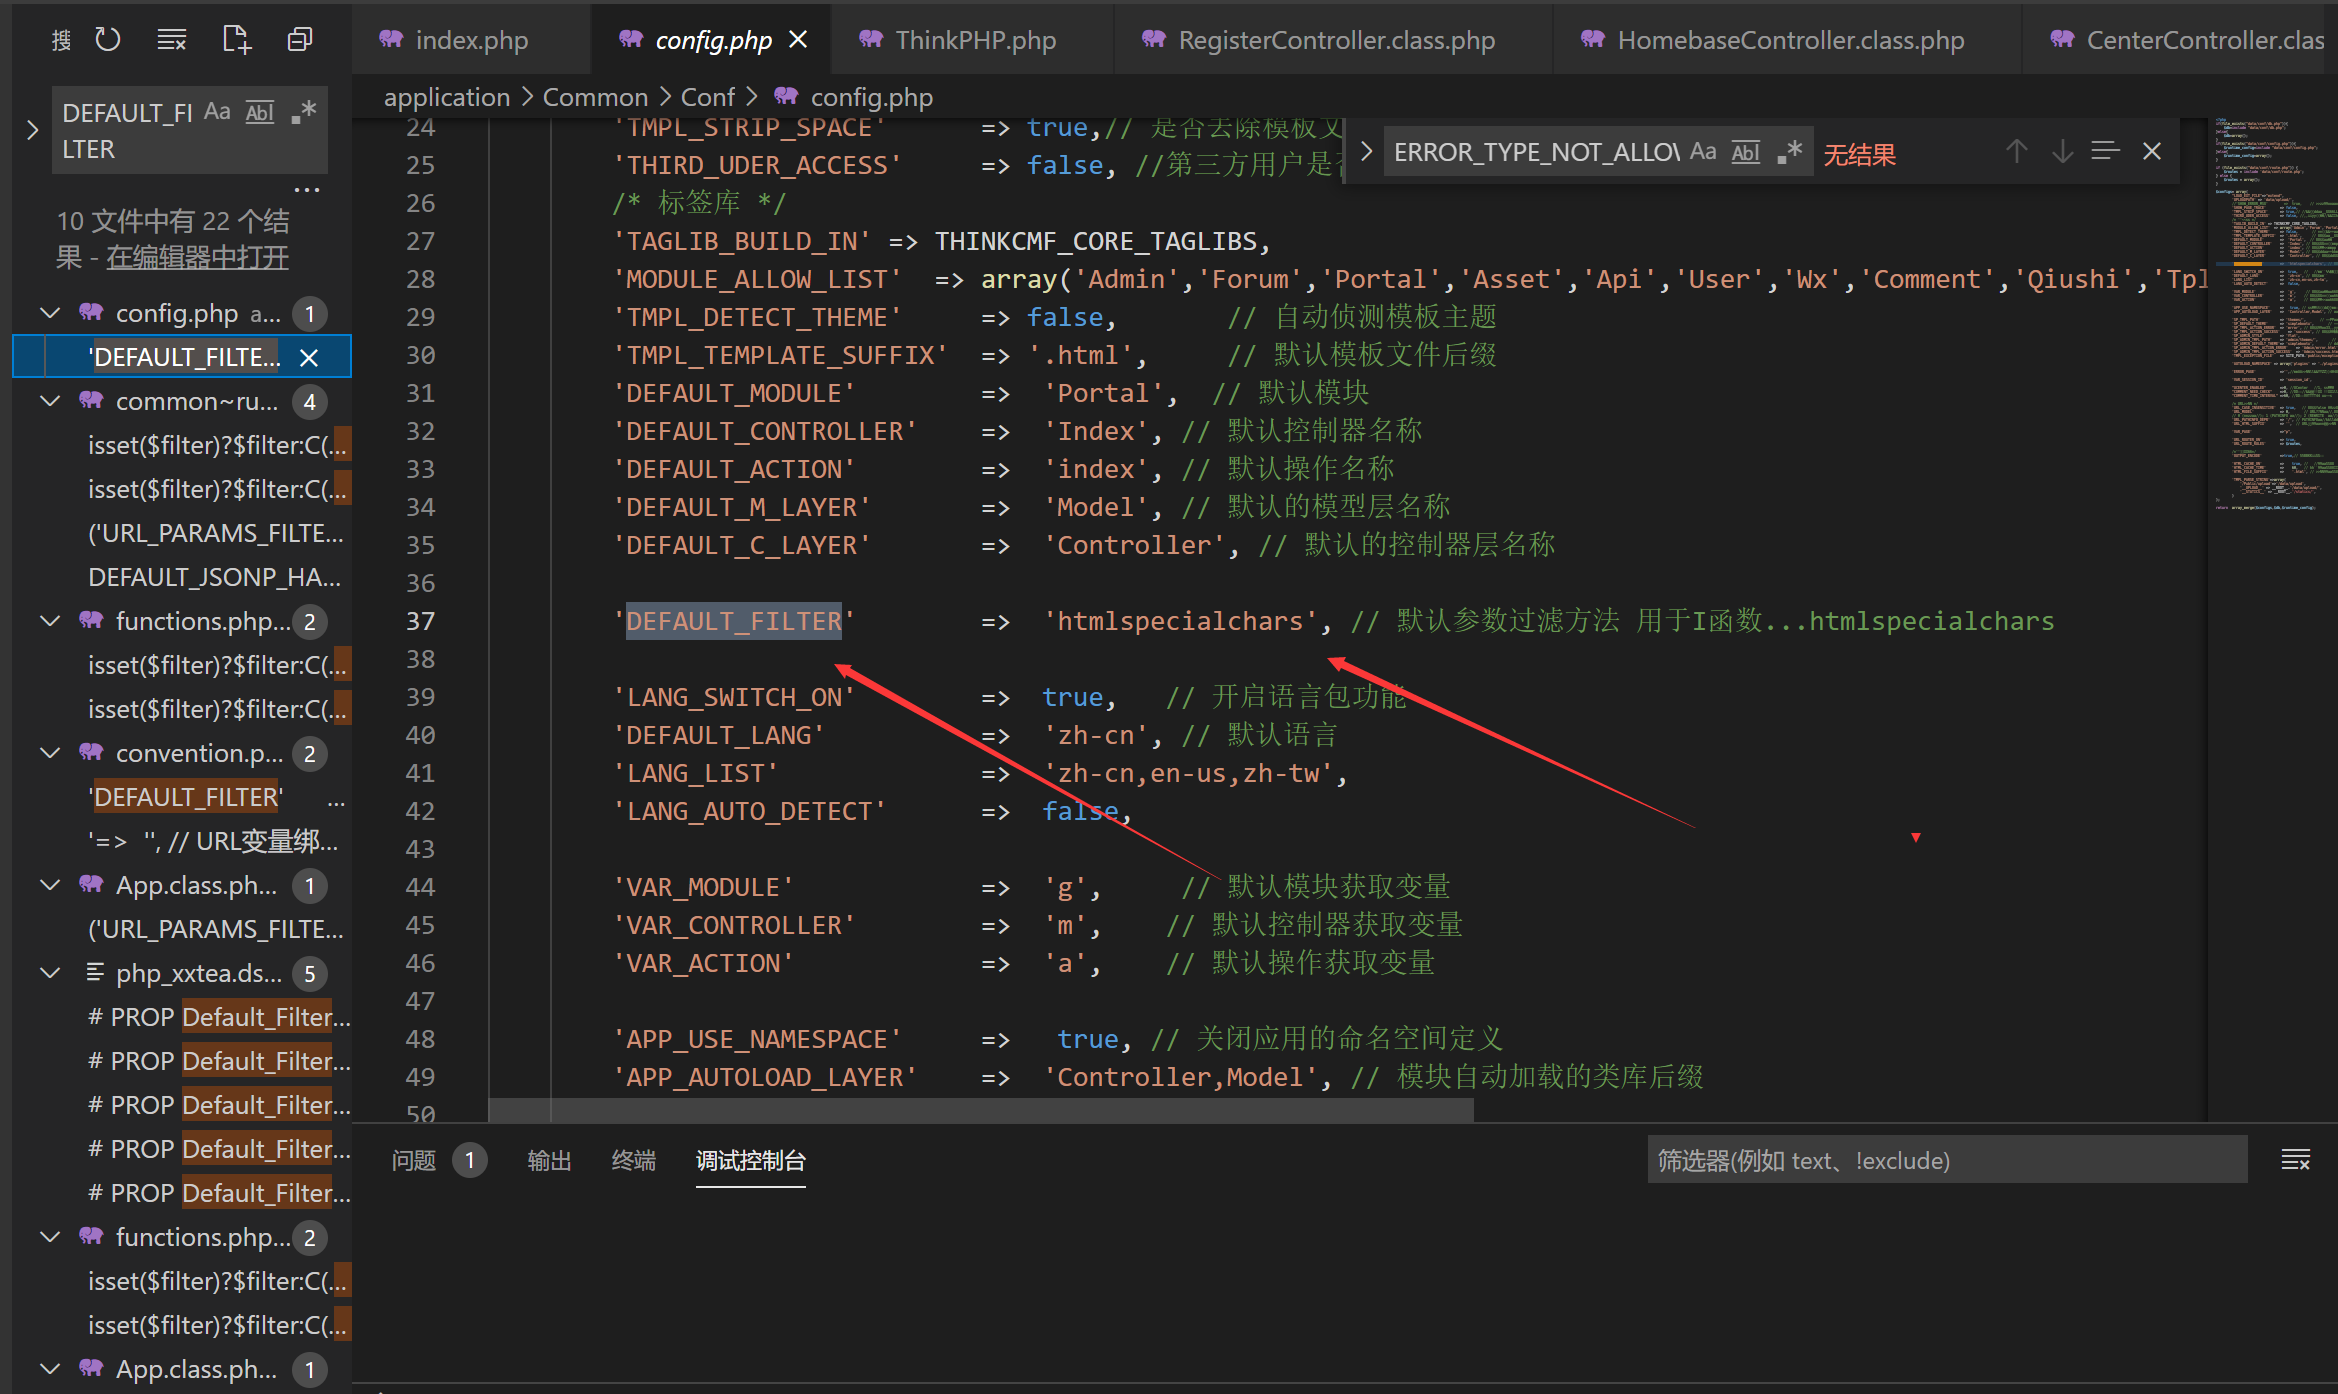 搜
DEFAULT_FI
LTER
Aa Abl .*
10 文件中有 22 个结
果 - 在编辑器中打开
config.php a... 1
'DEFAULT_FILTE...
common~ru... 4
isset($filter)?$filter:C(...
isset($filter)?$filter:C(...
('URL_PARAMS_FILTE...
DEFAULT_JSONP_HA...
functions.php... 2
isset($filter)?$filter:C(...
isset($filter)?$filter:C(...
convention.p... 2
'DEFAULT_FILTER' ...
'=> '', // URL变量绑...
App.class.ph... 1
('URL_PARAMS_FILTE...
php_xxtea.ds... 5
# PROP Default_Filter...
# PROP Default_Filter...
# PROP Default_Filter...
# PROP Default_Filter...
# PROP Default_Filter...
functions.php... 2
isset($filter)?$filter:C(...
isset($filter)?$filter:C(...
App.class.ph... 1
index.php config.php ThinkPHP.php RegisterController.class.php HomebaseController.class.php CenterController.clas
application > Common > Conf > config.php
ERROR_TYPE_NOT_ALLO Aa Abl .* 无结果
24 'TMPL_STRIP_SPACE' => true,// 是否去除模板文
25 'THIRD_UDER_ACCESS' => false, //第三方用户是
26 /* 标签库 */
27 'TAGLIB_BUILD_IN' => THINKCMF_CORE_TAGLIBS,
28 'MODULE_ALLOW_LIST' => array('Admin','Forum','Portal','Asset','Api','User','Wx','Comment','Qiushi','Tpl
29 'TMPL_DETECT_THEME' => false, // 自动侦测模板主题
30 'TMPL_TEMPLATE_SUFFIX' => '.html', // 默认模板文件后缀
31 'DEFAULT_MODULE' => 'Portal', // 默认模块
32 'DEFAULT_CONTROLLER' => 'Index', // 默认控制器名称
33 'DEFAULT_ACTION' => 'index', // 默认操作名称
34 'DEFAULT_M_LAYER' => 'Model', // 默认的模型层名称
35 'DEFAULT_C_LAYER' => 'Controller', // 默认的控制器层名称
36
37 'DEFAULT_FILTER' => 'htmlspecialchars', // 默认参数过滤方法 用于I函数...htmlspecialchars
38
39 'LANG_SWITCH_ON' => true, // 开启语言包功能
40 'DEFAULT_LANG' => 'zh-cn', // 默认语言
41 'LANG_LIST' => 'zh-cn,en-us,zh-tw',
42 'LANG_AUTO_DETECT' => false,
43
44 'VAR_MODULE' => 'g', // 默认模块获取变量
45 'VAR_CONTROLLER' => 'm', // 默认控制器获取变量
46 'VAR_ACTION' => 'a', // 默认操作获取变量
47
48 'APP_USE_NAMESPACE' => true, // 关闭应用的命名空间定义
49 'APP_AUTOLOAD_LAYER' => 'Controller,Model', // 模块自动加载的类库后缀
50
问题 1 输出 终端 调试控制台
筛选器(例如 text、!exclude)